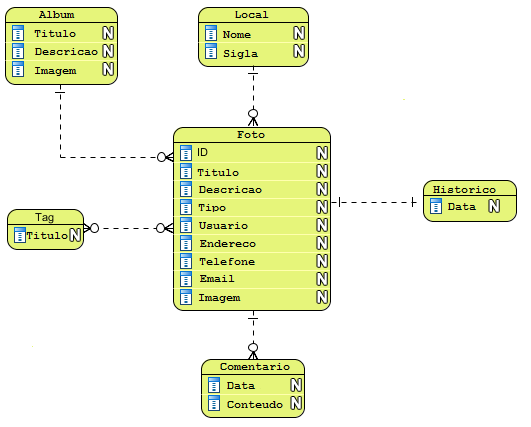 Album
Titulo N
Descricao N
Imagem N
Local
Nome N
Sigla N
Foto
ID N
Titulo N
Descricao N
Tipo N
Usuario N
Endereco N
Telefone N
Email N
Imagem N
Historico
Data N
Tag
Titulo N
Comentario
Data N
Conteudo N